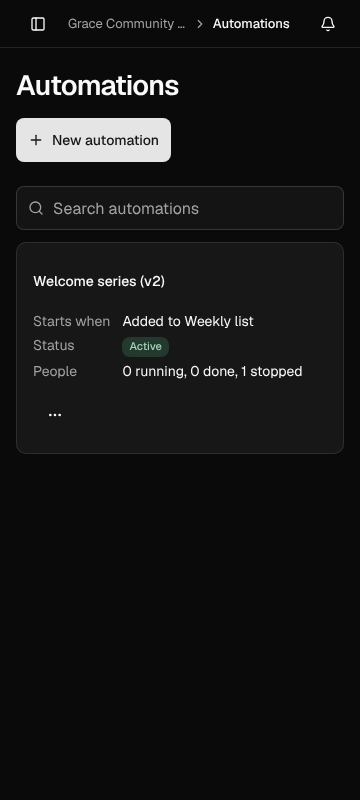 Grace Community ... > Automations
Automations
+ New automation
Search automations
Welcome series (v2)
Starts when Added to Weekly list
Status Active
People 0 running, 0 done, 1 stopped
...